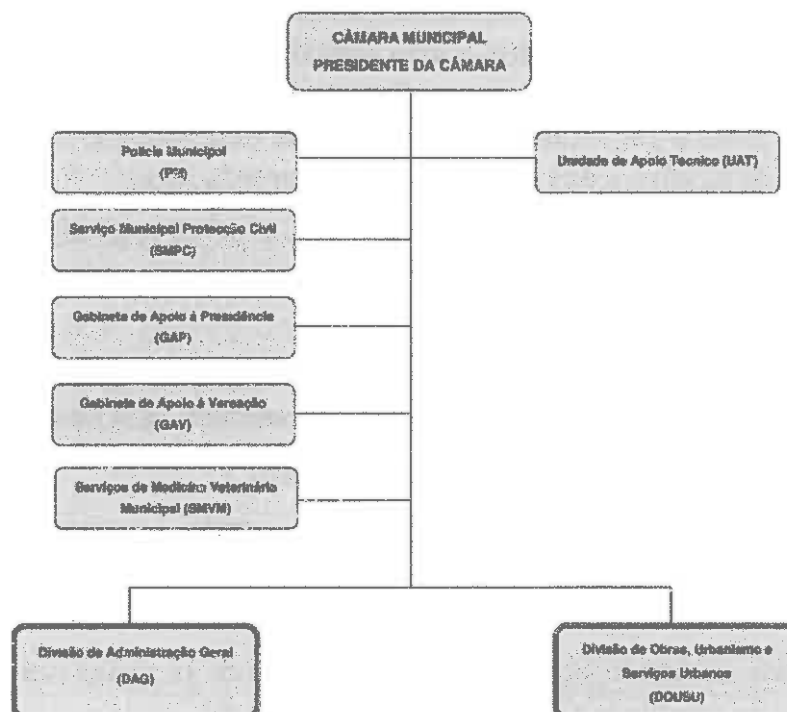 CÂMARA MUNICIPAL
PRESIDENTE DA CÂMARA
Polícia Municipal
(PM)
Unidade de Apoio Técnico (UAT)
Serviço Municipal Protecção Civil
(SMPC)
Gabinete de Apoio à Presidência
(GAP)
Gabinete de Apoio à Vereação
(GAV)
Serviços de Medicina Veterinária
Municipal (SMVM)
Divisão de Administração Geral
(DAG)
Divisão de Obras, Urbanismo e
Serviços Urbanos
(DOUSU)